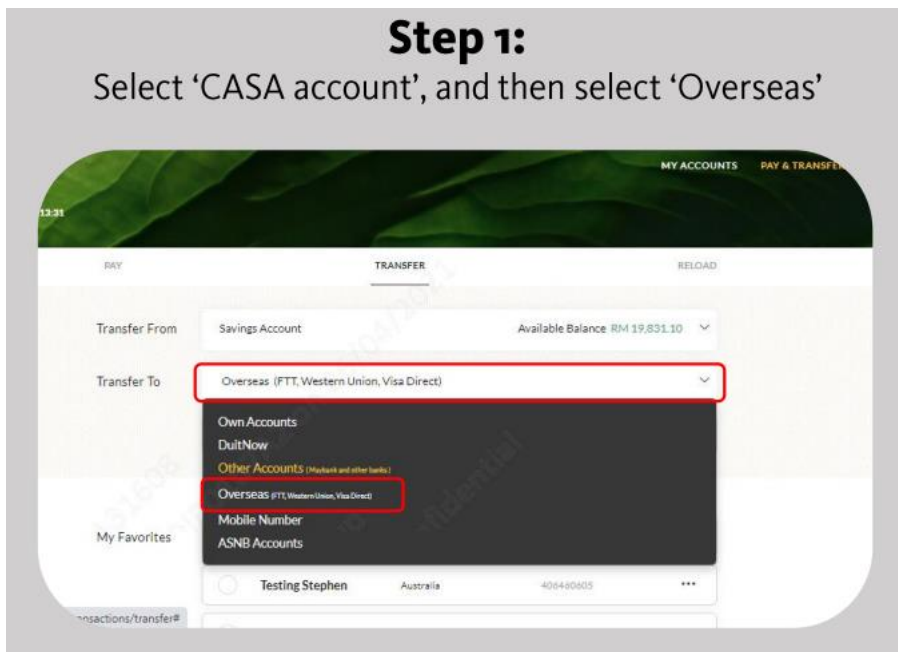 Step 1:
Select ‘CASA account’, and then select ‘Overseas’
MY ACCOUNTS PAY & TRANSFER
13:31
PAY TRANSFER RELOAD
Transfer From Savings Account Available Balance RM 19,831.10
Transfer To Overseas (FTT, Western Union, Visa Direct)
Own Accounts
DuitNow
Other Accounts (Maybank and other banks)
Overseas (FTT, Western Union, Visa Direct)
Mobile Number
ASNB Accounts
My Favorites
Testing Stephen Australia 406460605
nsactions/transfer#